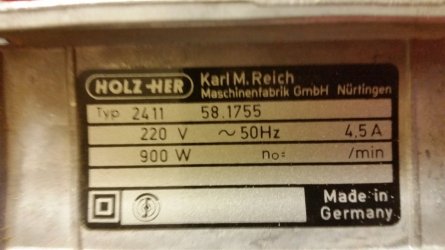 HOLZ-HER Karl M. Reich
Maschinenfabrik GmbH Nürtingen
Typ 2411 58.1755
220 V ~ 50Hz 4,5 A
900 W no= /min
Made in
Germany